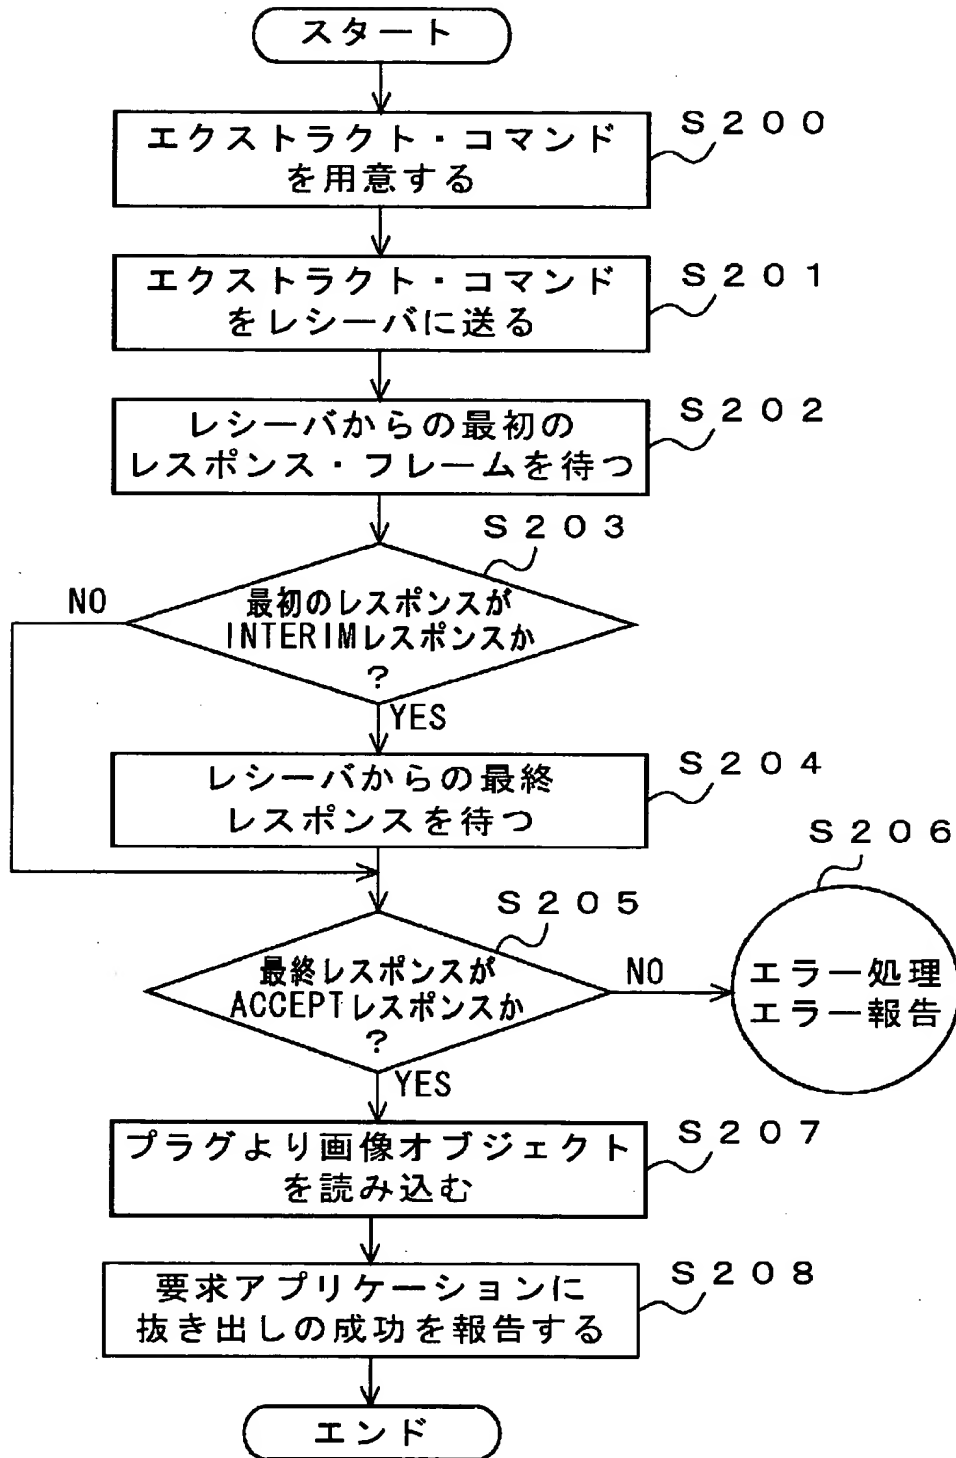 スタート
エクストラクト・コマンド
を用意する
S200
エクストラクト・コマンド
をレシーバに送る
S201
レシーバからの最初の
レスポンス・フレームを待つ
S202
S203
最初のレスポンスが
INTERIMレスポンスか
?
NO
YES
レシーバからの最終
レスポンスを待つ
S204
S205
最終レスポンスが
ACCEPTレスポンスか
?
NO
YES
S206
エラー処理
エラー報告
プラグより画像オブジェクト
を読み込む
S207
要求アプリケーションに
抜き出しの成功を報告する
S208
エンド